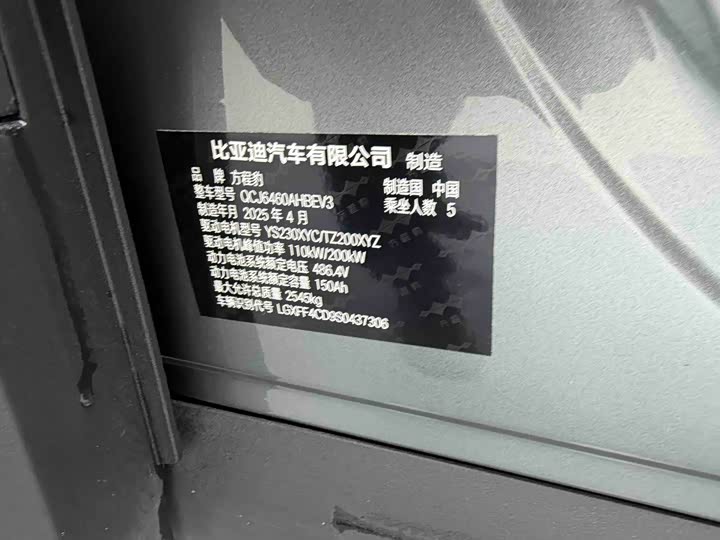 比亚迪汽车有限公司 制造
品 牌 方程豹
制造国 中国
整车型号 QCJ6460AHBEV3
乘坐人数 5
制造年月 2025 年 4 月
驱动电机型号 YS230XYC/TZ200XYZ
驱动电机峰值功率 110kW/200kW
动力电池系统额定电压 486.4V
动力电池系统额定容量 150Ah
最大允许总质量 2545kg
车辆识别代号 LGXFF4CD9S0437306